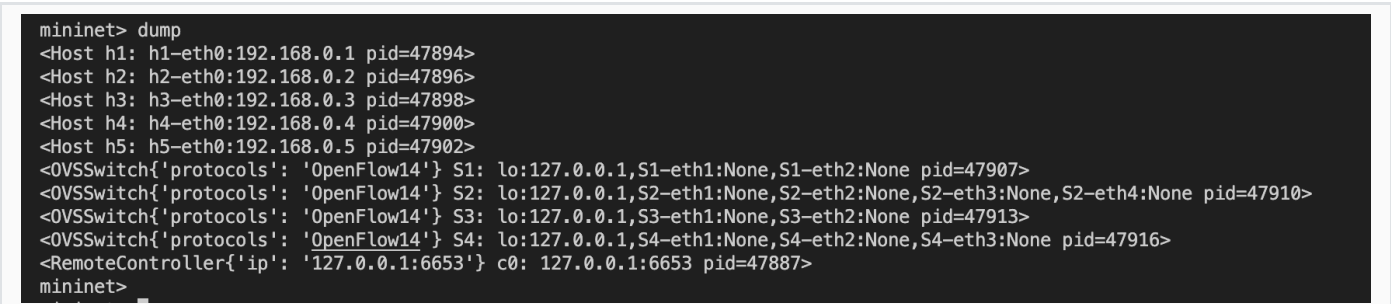 mininet> dump
<Host h1: h1-eth0:192.168.0.1 pid=47894>
<Host h2: h2-eth0:192.168.0.2 pid=47896>
<Host h3: h3-eth0:192.168.0.3 pid=47898>
<Host h4: h4-eth0:192.168.0.4 pid=47900>
<Host h5: h5-eth0:192.168.0.5 pid=47902>
<OVSSwitch{'protocols': 'OpenFlow14'} S1: lo:127.0.0.1,S1-eth1:None,S1-eth2:None pid=47907>
<OVSSwitch{'protocols': 'OpenFlow14'} S2: lo:127.0.0.1,S2-eth1:None,S2-eth2:None,S2-eth3:None,S2-eth4:None pid=47910>
<OVSSwitch{'protocols': 'OpenFlow14'} S3: lo:127.0.0.1,S3-eth1:None,S3-eth2:None pid=47913>
<OVSSwitch{'protocols': 'OpenFlow14'} S4: lo:127.0.0.1,S4-eth1:None,S4-eth2:None,S4-eth3:None pid=47916>
<RemoteController{'ip': '127.0.0.1:6653'} c0: 127.0.0.1:6653 pid=47887>
mininet>